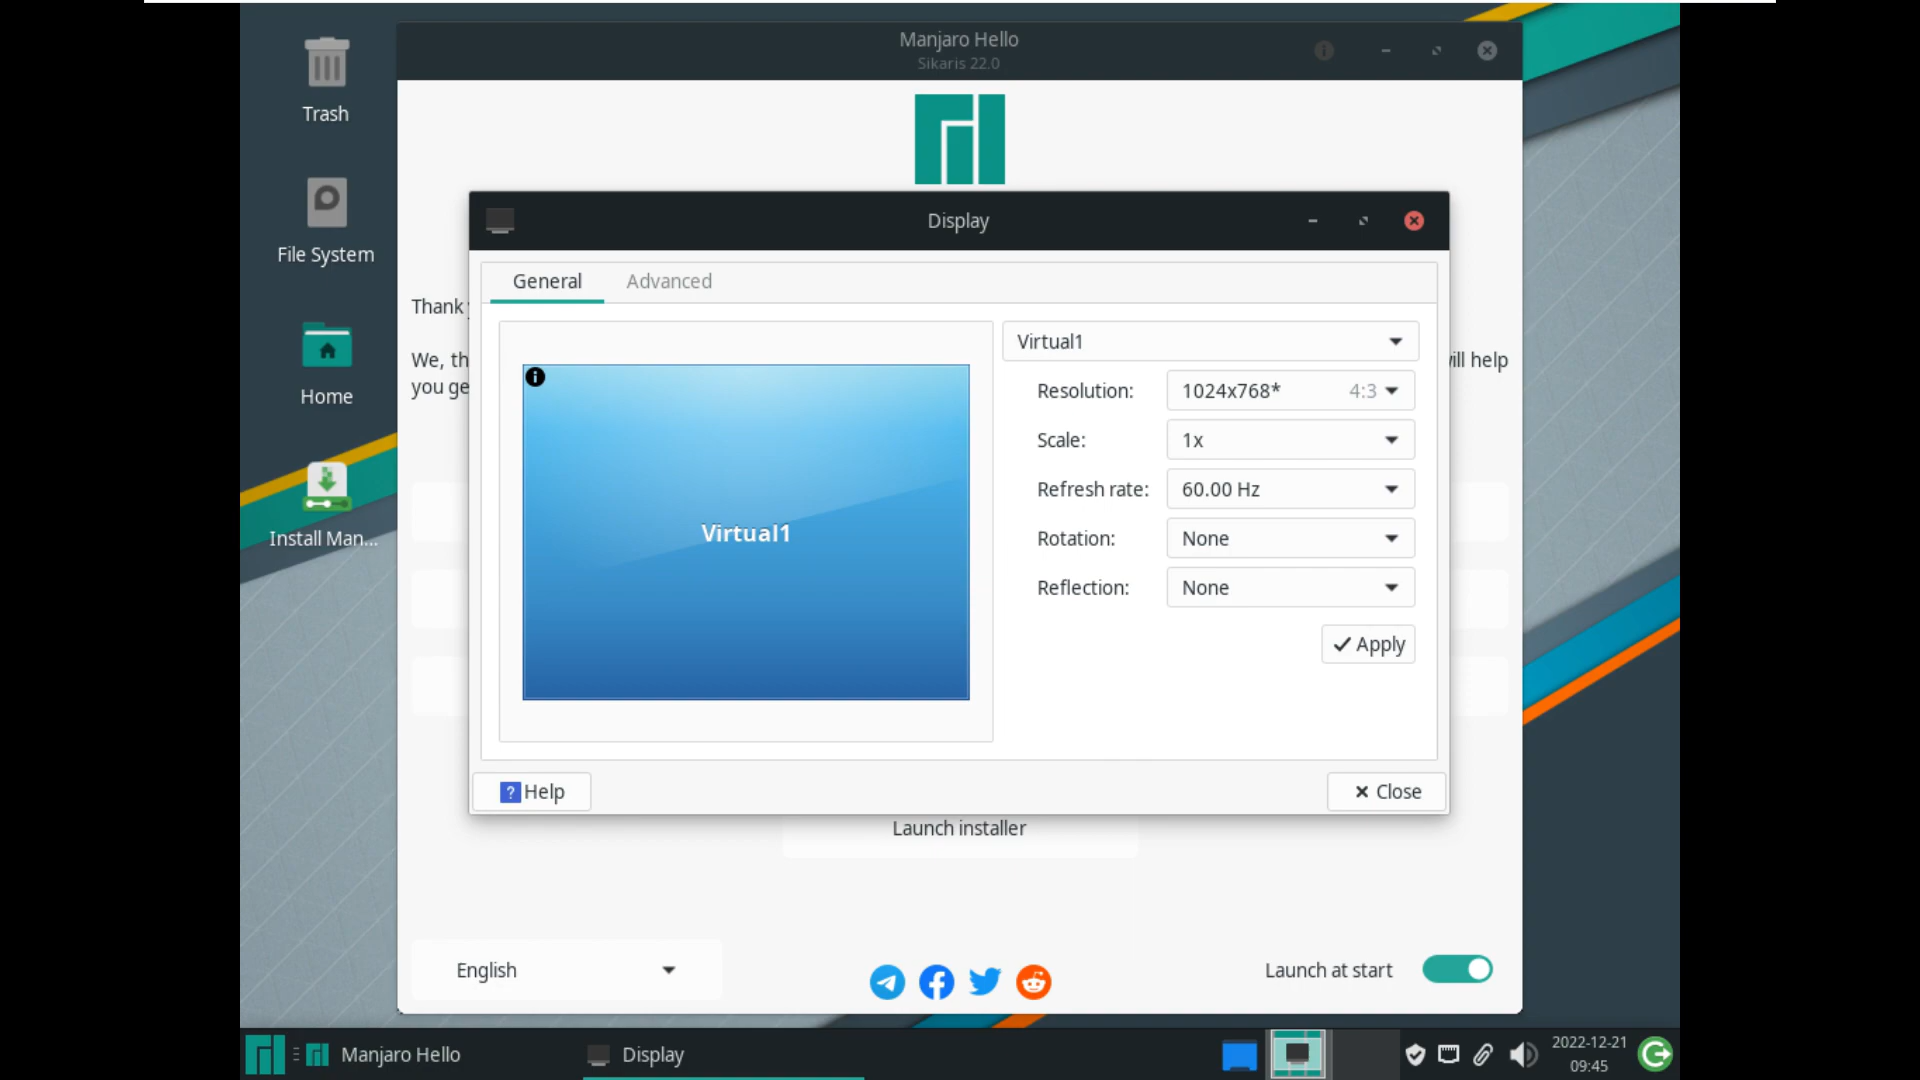 Manjaro Hello
Sikaris 22.0
Trash
File System
Home
Install Man...
Thank
We, th
you ge
will help
Display
General
Advanced
Virtual1
Virtual1
Resolution:
1024x768*
4:3
Scale:
1x
Refresh rate:
60.00 Hz
Rotation:
None
Reflection:
None
Apply
? Help
Close
Launch installer
English
Launch at start
Manjaro Hello
Display
2022-12-21
09:45